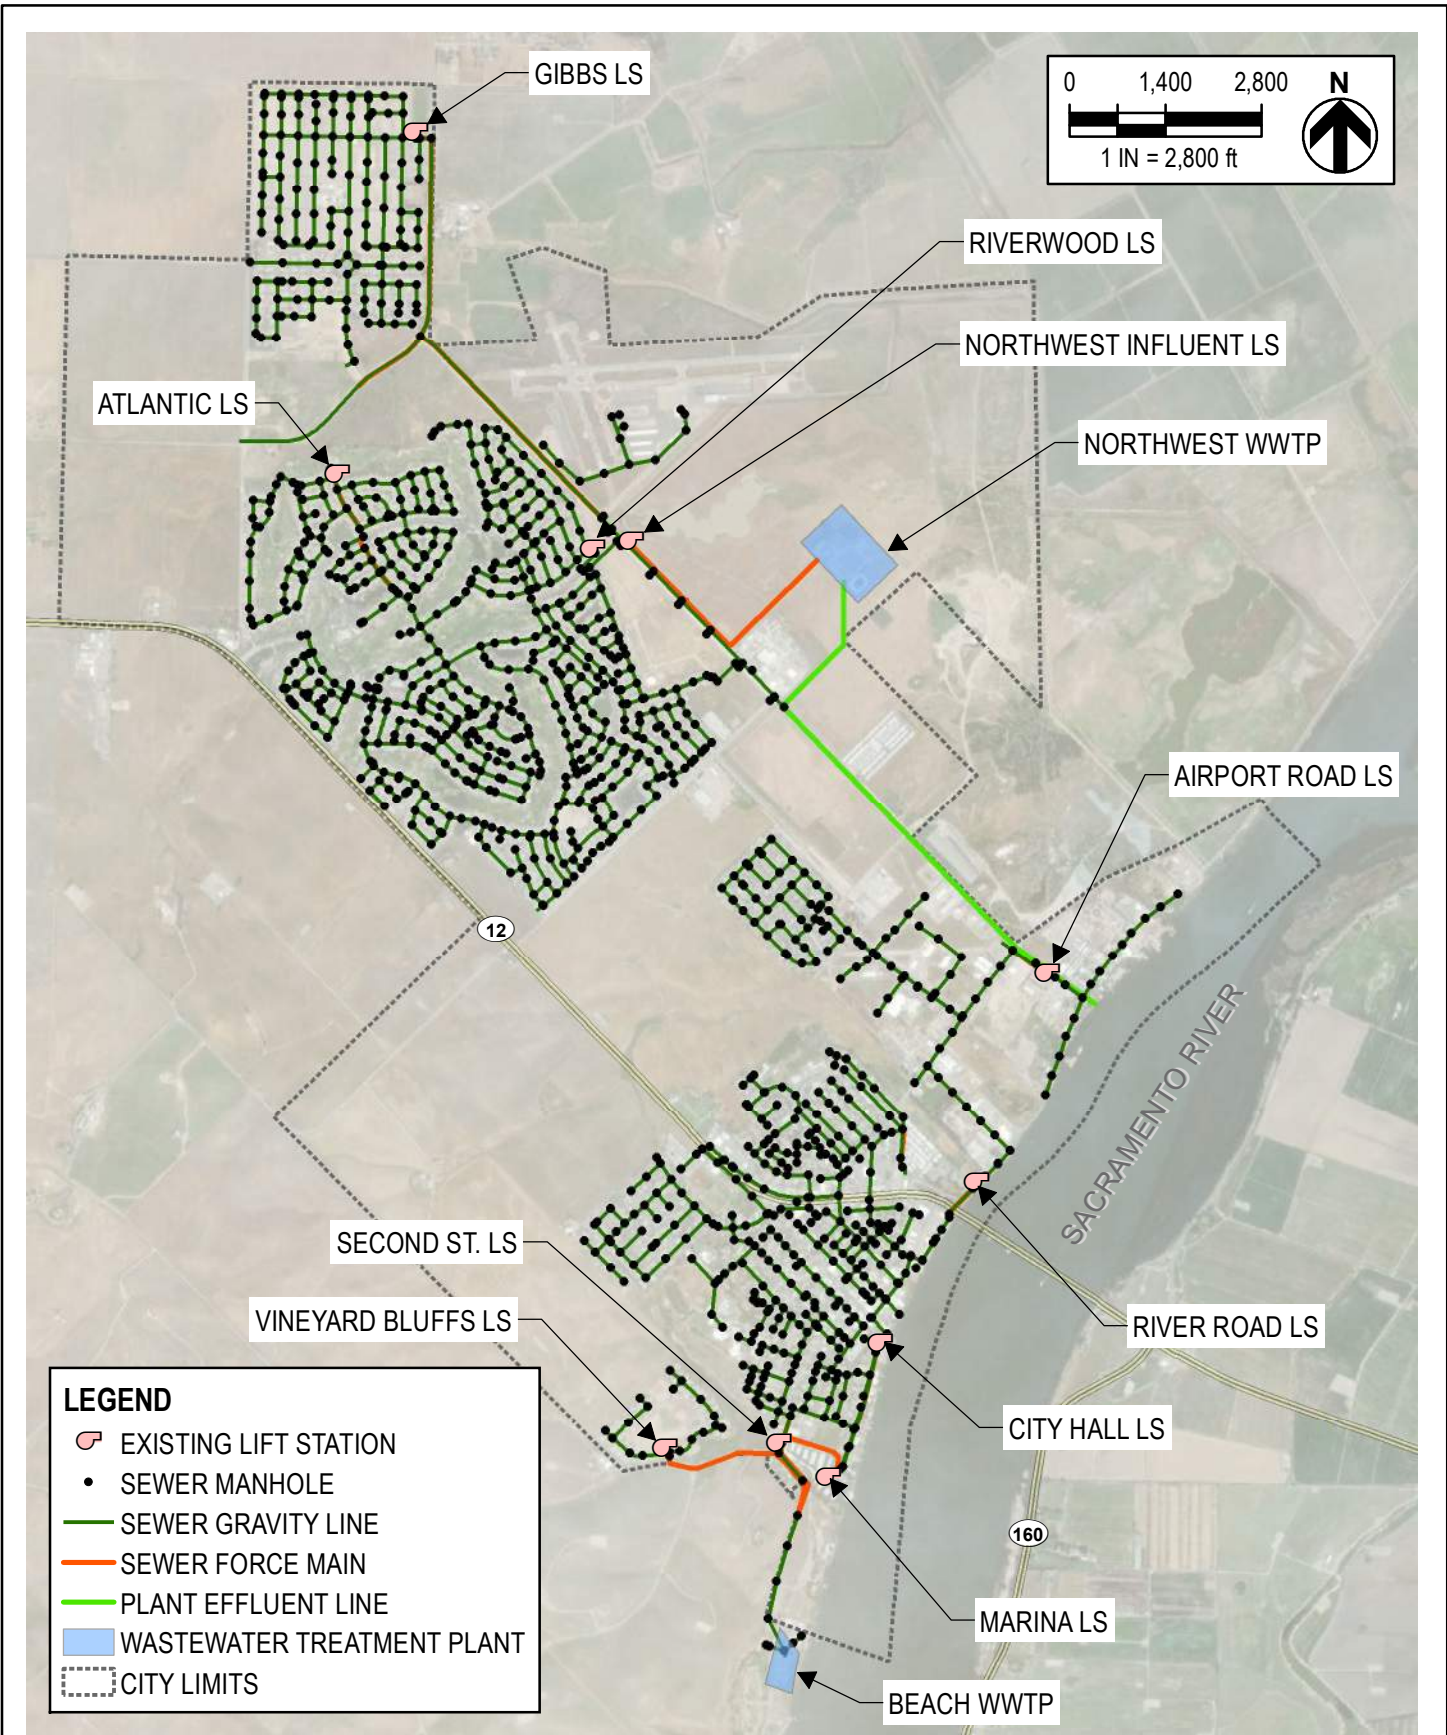 GIBBS LS
0 1,400 2,800 N
1 IN = 2,800 ft
RIVERWOOD LS
NORTHWEST INFLUENT LS
ATLANTIC LS
NORTHWEST WWTP
AIRPORT ROAD LS
12
SACRAMENTO RIVER
SECOND ST. LS
VINEYARD BLUFFS LS
RIVER ROAD LS
CITY HALL LS
160
MARINA LS
BEACH WWTP
LEGEND
EXISTING LIFT STATION
SEWER MANHOLE
SEWER GRAVITY LINE
SEWER FORCE MAIN
PLANT EFFLUENT LINE
WASTEWATER TREATMENT PLANT
CITY LIMITS